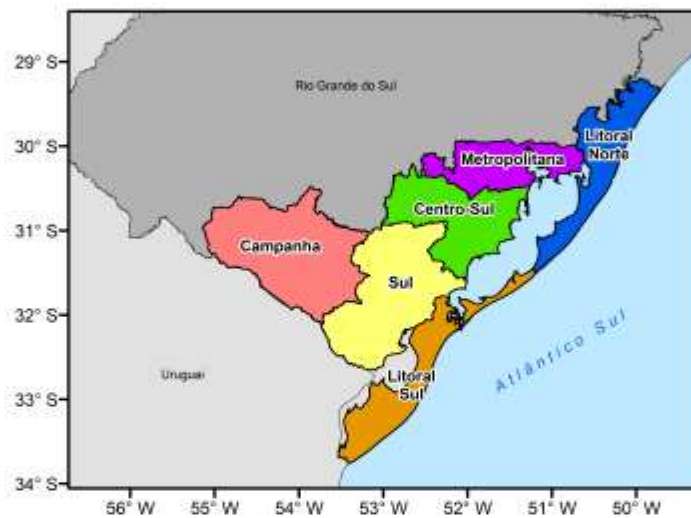 29° S
30° S
31° S
32° S
33° S
34° S
Rio Grande do Sul
Litoral
Norte
Metropolitana
Centro-Sul
Campanha
Sul
Litoral
Sul
Uruguai
Atlântico Sul
56° W
55° W
54° W
53° W
52° W
51° W
50° W